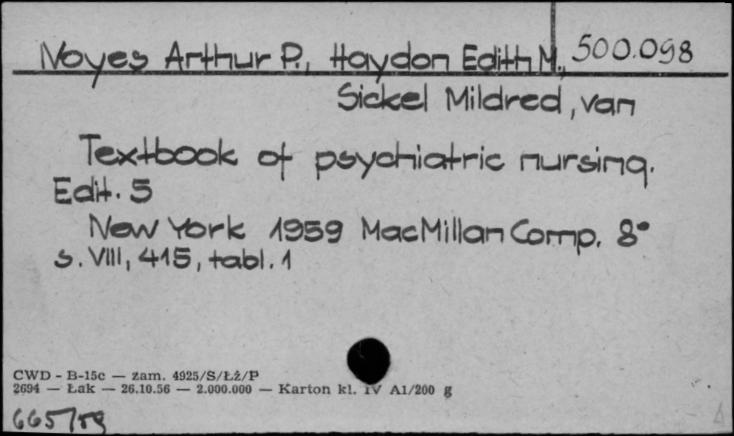 Noyes Arthur P., Haydon Edith M., 500.098
Sickel Mildred, van
Textbook of psychiatric nursing.
Edit. 5
New York 1959 MacMillan Comp. 8°
s. VIII, 415, tabl. 1
CWD - B-15c — zam. 4925/S/Łż/P
2694 — Łak — 26.10.56 — 2.000.000 — Karton kl. IV A1/200 g
665/59